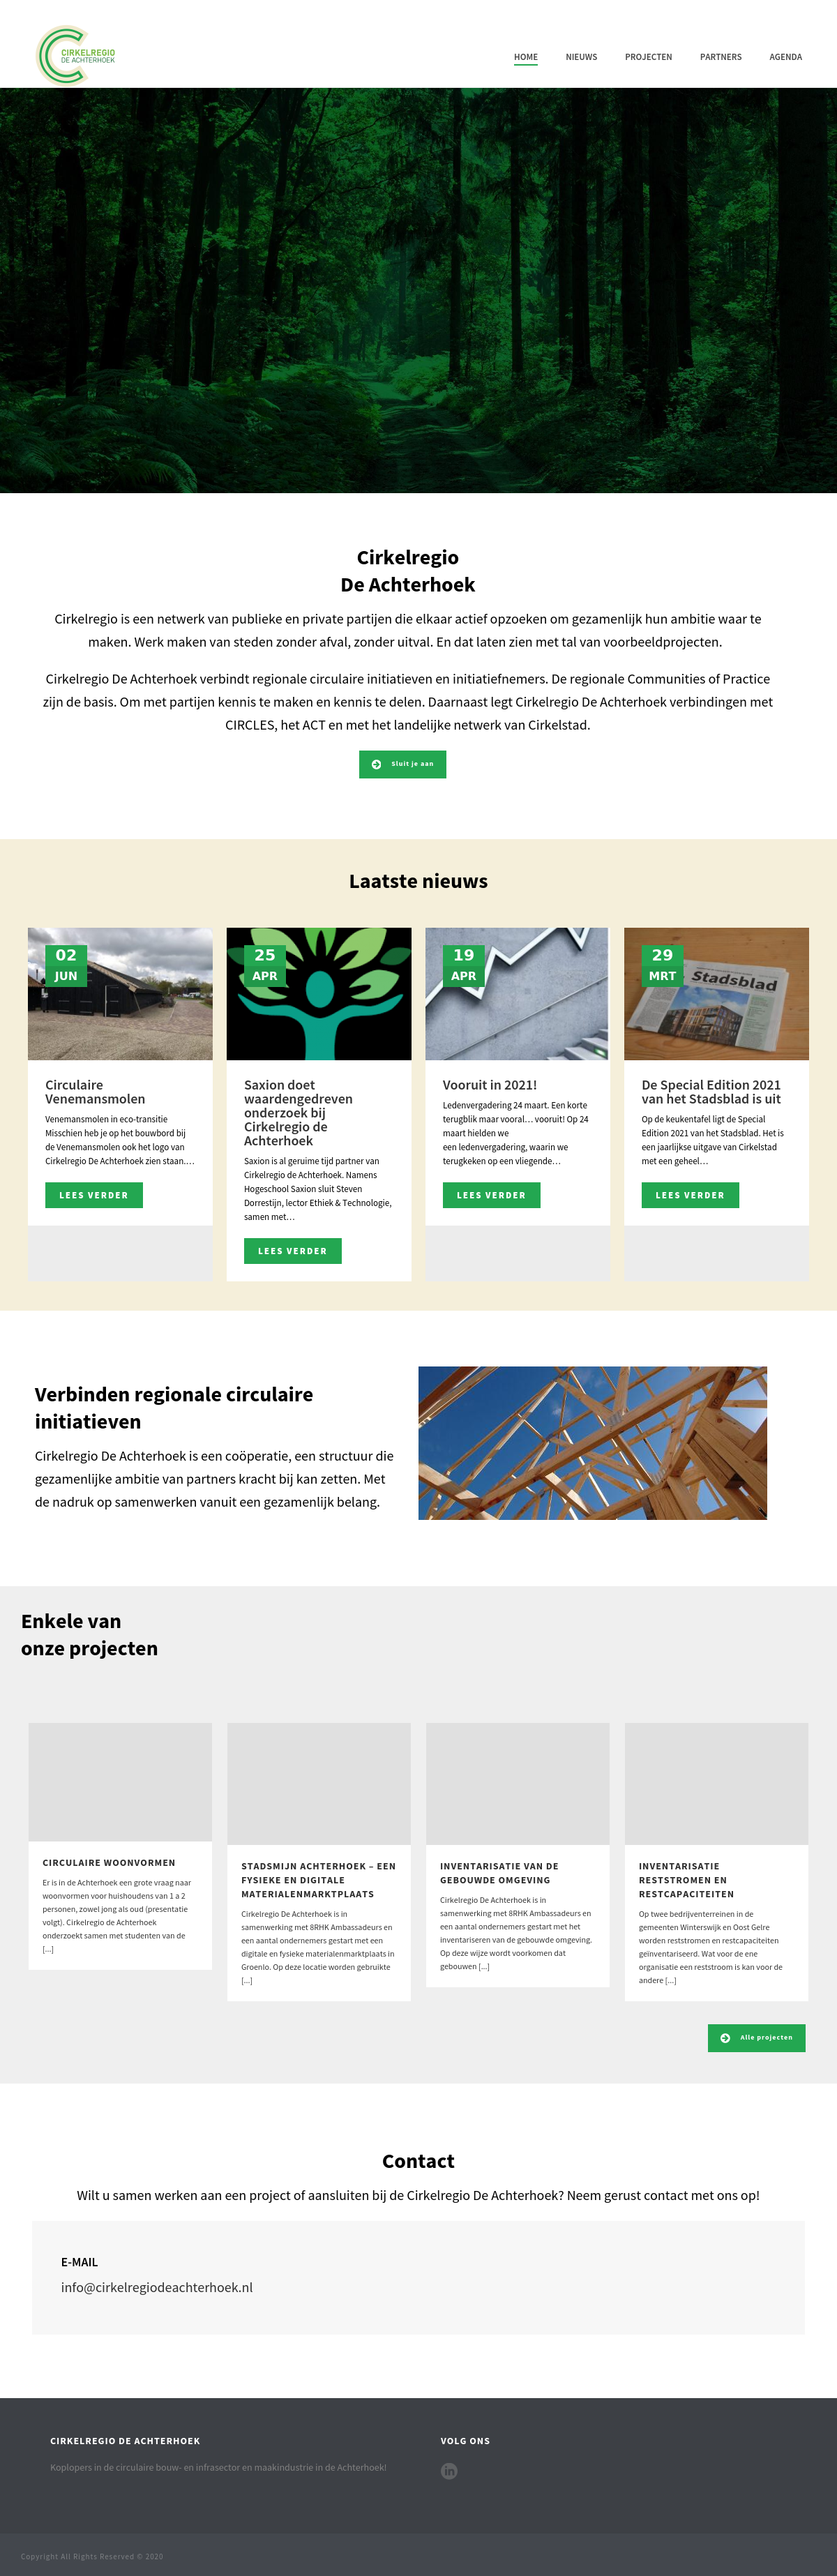 CIRKELREGIO
DE ACHTERHOEK
HOME
NIEUWS
PROJECTEN
PARTNERS
AGENDA
Cirkelregio
De Achterhoek
Cirkelregio is een netwerk van publieke en private partijen die elkaar actief opzoeken om gezamenlijk hun ambitie waar te
maken. Werk maken van steden zonder afval, zonder uitval. En dat laten zien met tal van voorbeeldprojecten.
Cirkelregio De Achterhoek verbindt regionale circulaire initiatieven en initiatiefnemers. De regionale Communities of Practice
zijn de basis. Om met partijen kennis te maken en kennis te delen. Daarnaast legt Cirkelregio De Achterhoek verbindingen met
CIRCLES, het ACT en met het landelijke netwerk van Cirkelstad.
Sluit je aan
Laatste nieuws
02
JUN
Circulaire
Venemansmolen
Venemansmolen in eco-transitie
Misschien heb je op het bouwbord bij
de Venemansmolen ook het logo van
Cirkelregio De Achterhoek zien staan.…
LEES VERDER
25
APR
Saxion doet
waardengedreven
onderzoek bij
Cirkelregio de
Achterhoek
Saxion is al geruime tijd partner van
Cirkelregio de Achterhoek. Namens
Hogeschool Saxion sluit Steven
Dorrestijn, lector Ethiek & Technologie,
samen met…
LEES VERDER
19
APR
Vooruit in 2021!
Ledenvergadering 24 maart. Een korte
terugblik maar vooral… vooruit! Op 24
maart hielden we
een ledenvergadering, waarin we
terugkeken op een vliegende…
LEES VERDER
29
MRT
Stadsblad
De Special Edition 2021
van het Stadsblad is uit
Op de keukentafel ligt de Special
Edition 2021 van het Stadsblad. Het is
een jaarlijkse uitgave van Cirkelstad
met een geheel…
LEES VERDER
Verbinden regionale circulaire
initiatieven
Cirkelregio De Achterhoek is een coöperatie, een structuur die
gezamenlijke ambitie van partners kracht bij kan zetten. Met
de nadruk op samenwerken vanuit een gezamenlijk belang.
Enkele van
onze projecten
CIRCULAIRE WOONVORMEN
Er is in de Achterhoek een grote vraag naar
woonvormen voor huishoudens van 1 a 2
personen, zowel jong als oud (presentatie
volgt). Cirkelregio de Achterhoek
onderzoekt samen met studenten van de
[...]
STADSMIJN ACHTERHOEK – EEN
FYSIEKE EN DIGITALE
MATERIALENMARKTPLAATS
Cirkelregio De Achterhoek is in
samenwerking met 8RHK Ambassadeurs en
een aantal ondernemers gestart met een
digitale en fysieke materialenmarktplaats in
Groenlo. Op deze locatie worden gebruikte
[...]
INVENTARISATIE VAN DE
GEBOUWDE OMGEVING
Cirkelregio De Achterhoek is in
samenwerking met 8RHK Ambassadeurs en
een aantal ondernemers gestart met het
inventariseren van de gebouwde omgeving.
Op deze wijze wordt voorkomen dat
gebouwen [...]
INVENTARISATIE
RESTSTROMEN EN
RESTCAPACITEITEN
Op twee bedrijventerreinen in de
gemeenten Winterswijk en Oost Gelre
worden reststromen en restcapaciteiten
geïnventariseerd. Wat voor de ene
organisatie een reststroom is kan voor de
andere [...]
Alle projecten
Contact
Wilt u samen werken aan een project of aansluiten bij de Cirkelregio De Achterhoek? Neem gerust contact met ons op!
E-MAIL
info@cirkelregiodeachterhoek.nl
CIRKELREGIO DE ACHTERHOEK
Koplopers in de circulaire bouw- en infrasector en maakindustrie in de Achterhoek!
VOLG ONS
Copyright All Rights Reserved © 2020